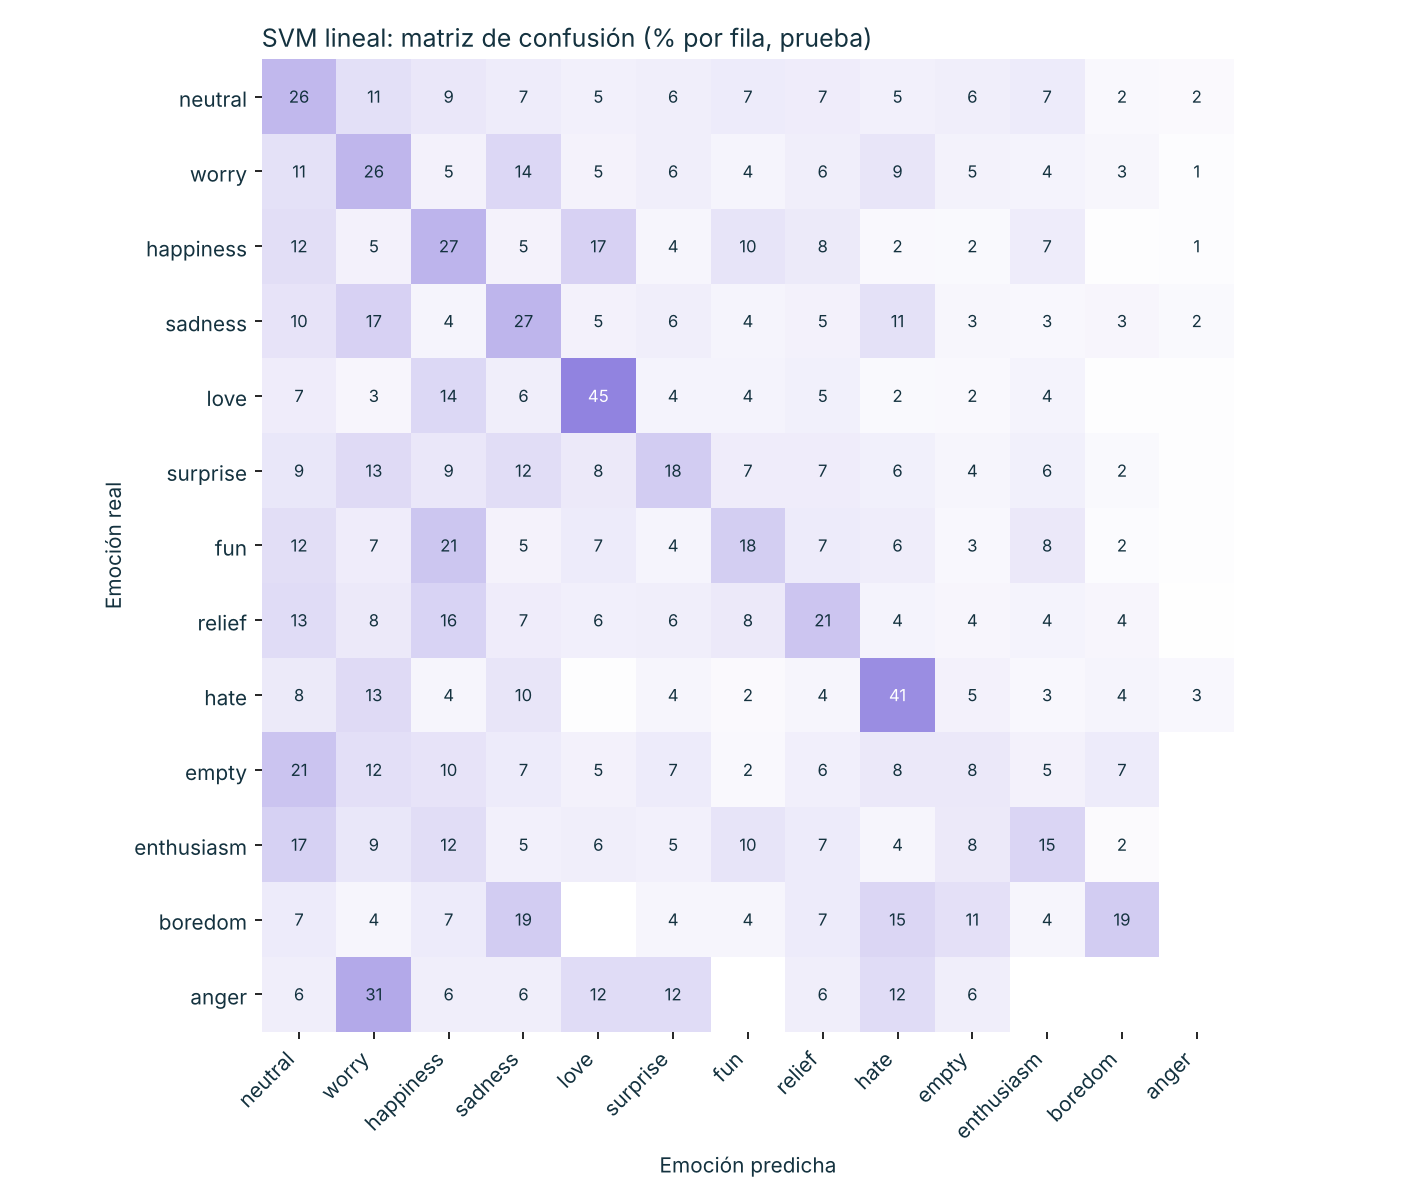 SVM lineal: matriz de confusión (% por fila, prueba)
neutral 26 11 9 7 5 6 7 7 5 6 7 2 2
worry 11 26 5 14 5 6 4 6 9 5 4 3 1
happiness 12 5 27 5 17 4 10 8 2 2 7 1
sadness 10 17 4 27 5 6 4 5 11 3 3 3 2
love 7 3 14 6 45 4 4 5 2 2 4
surprise 9 13 9 12 8 18 7 7 6 4 6 2
fun 12 7 21 5 7 4 18 7 6 3 8 2
relief 13 8 16 7 6 6 8 21 4 4 4 4
hate 8 13 4 10 4 2 4 41 5 3 4 3
empty 21 12 10 7 5 7 2 6 8 8 5 7
enthusiasm 17 9 12 5 6 5 10 7 4 8 15 2
boredom 7 4 7 19 4 4 7 15 11 4 19
anger 6 31 6 6 12 12 6 12 6
Emoción real
neutral worry happiness sadness love surprise fun relief hate empty enthusiasm boredom anger
Emoción predicha